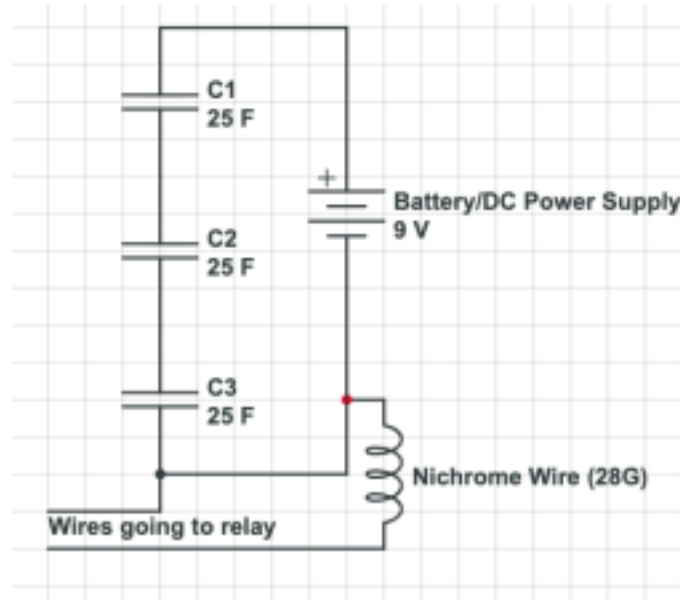 C1
25 F
+
Battery/DC Power Supply
9 V
C2
25 F
C3
25 F
Nichrome Wire (28G)
Wires going to relay